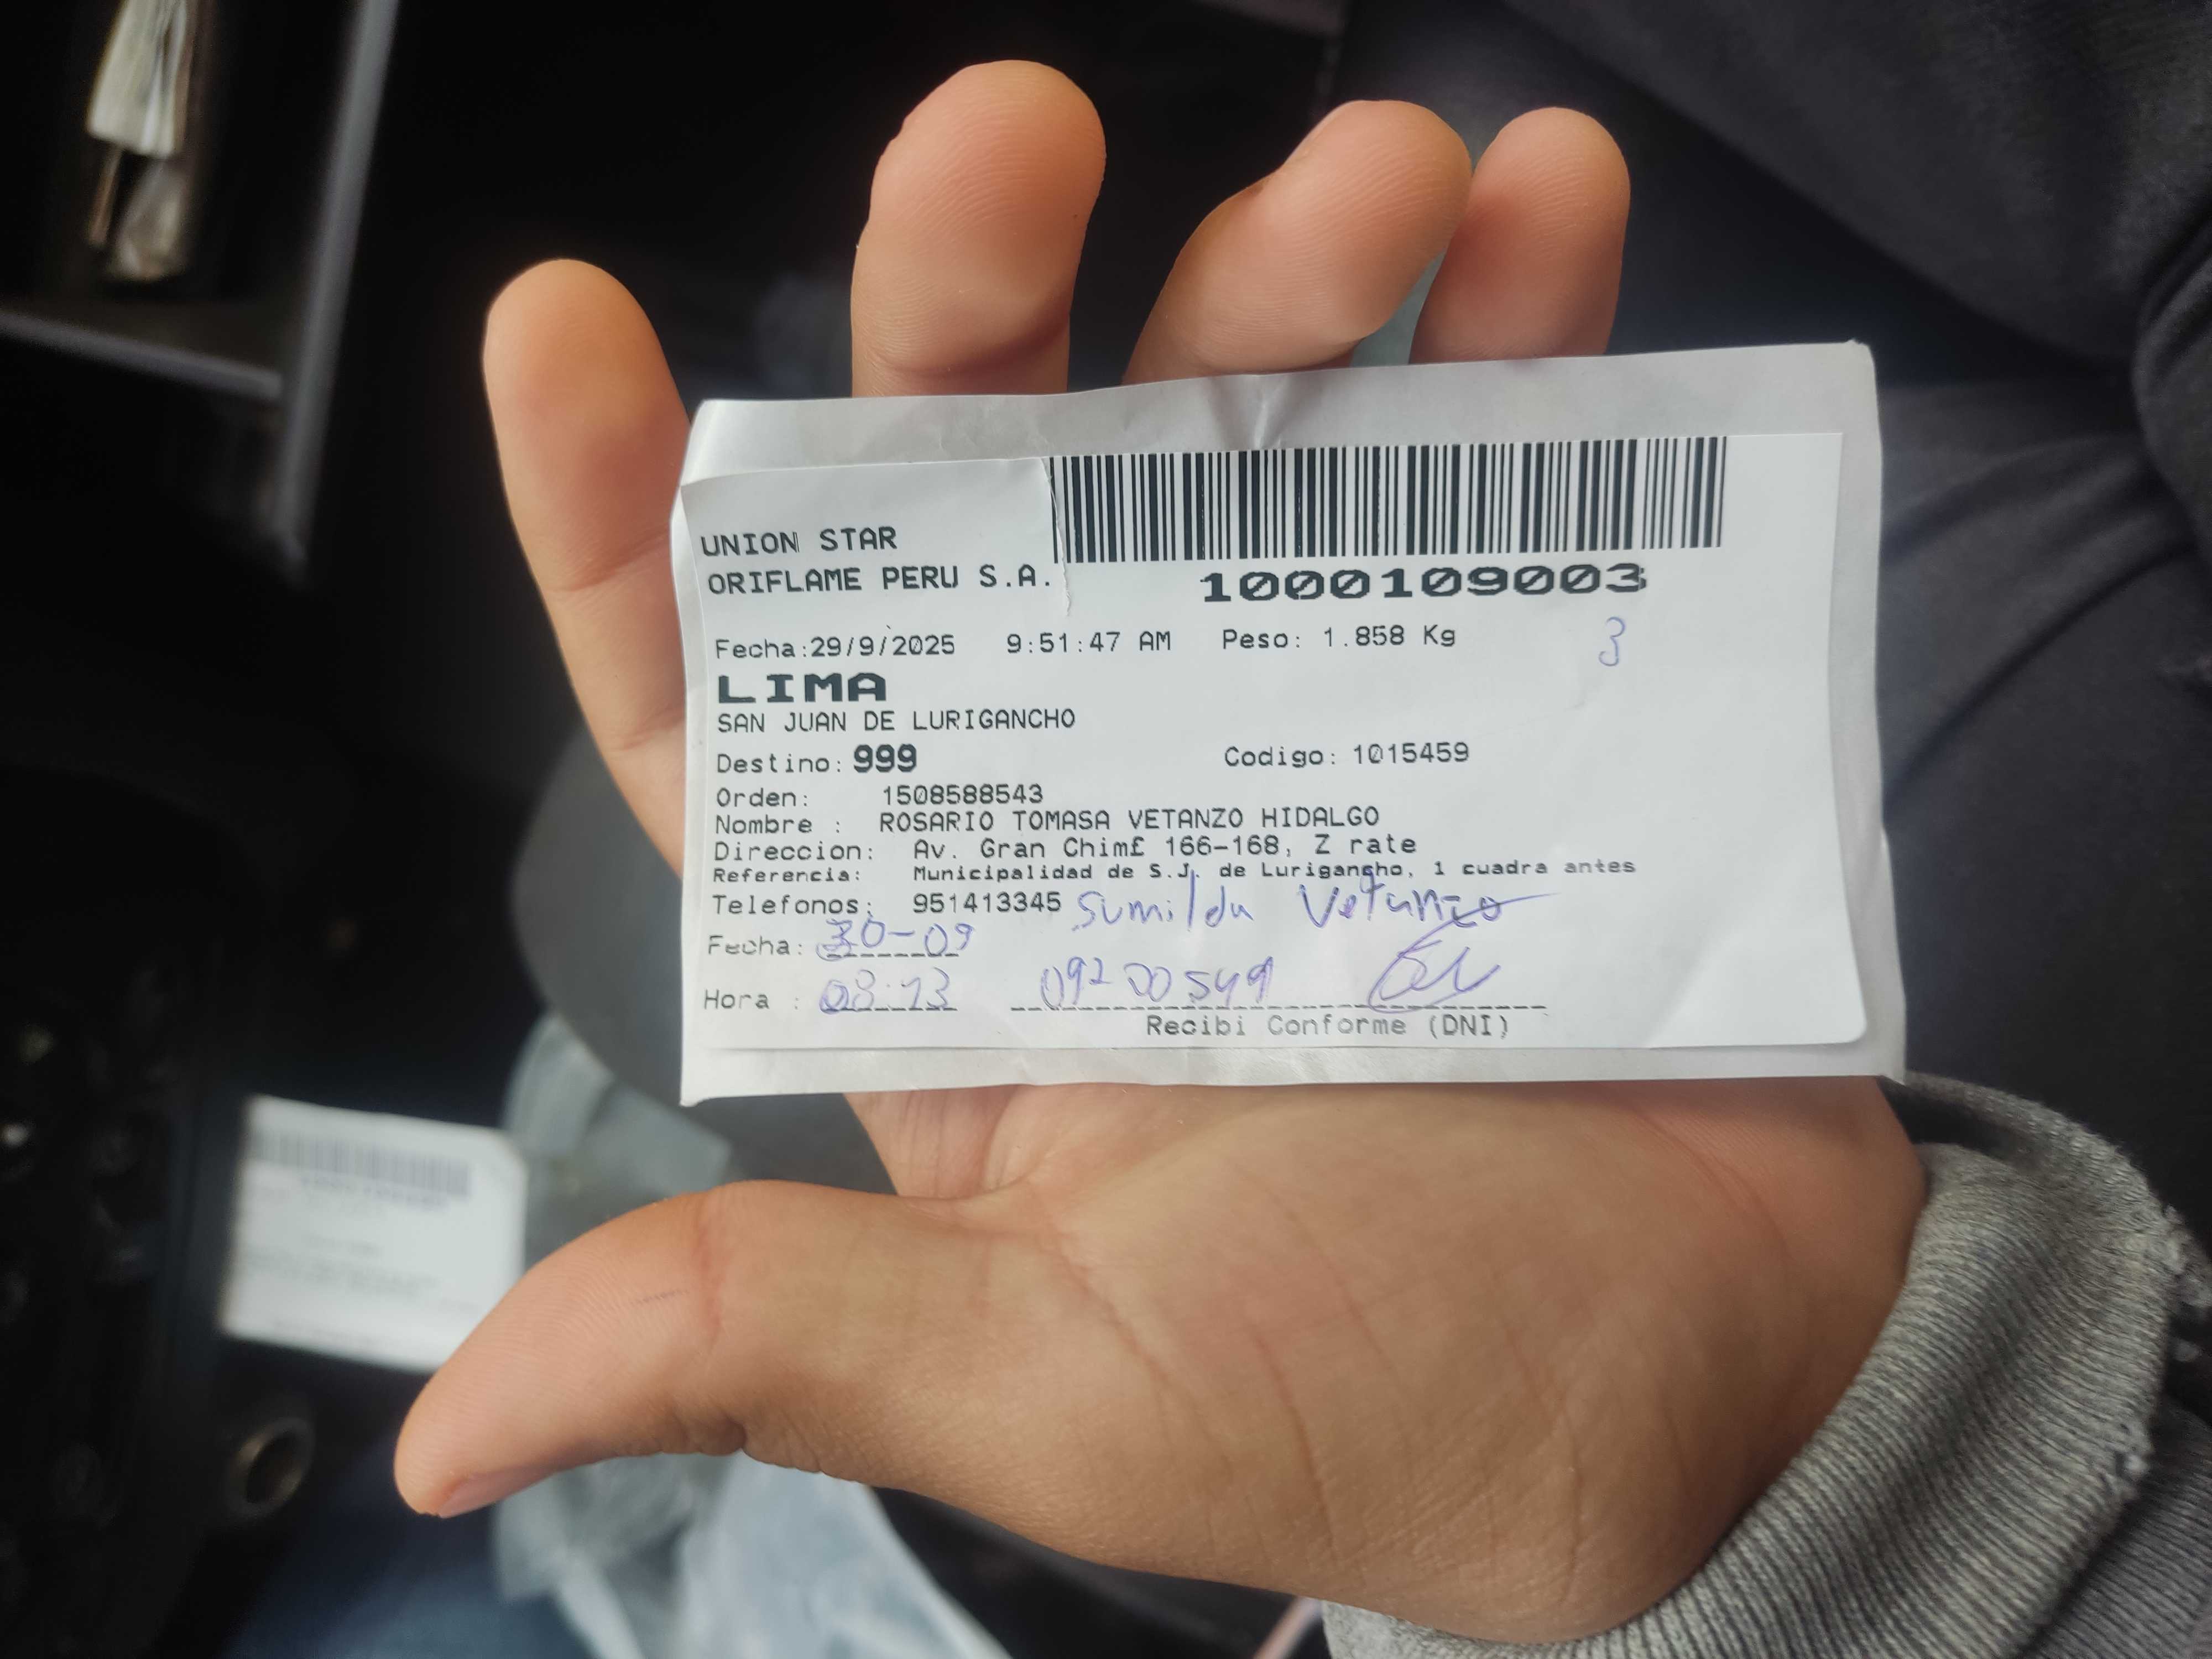 UNION STAR
ORIFLAME PERU S.A.
1000109003
Fecha:29/9/2025 9:51:47 AM Peso: 1.858 Kg 3
LIMA
SAN JUAN DE LURIGANCHO
Destino: 999 Codigo: 1015459
Orden: 1508588543
Nombre : ROSARIO TOMASA VETANZO HIDALGO
Direccion: Av. Gran Chim£ 166-168, Z rate
Referencia: Municipalidad de S.J. de Lurigancho, 1 cuadra antes
Telefonos: 951413345 Sumilda Vetanzo
Fecha: 30-09
Hora : 08:13 09200549
Recibi Conforme (DNI)